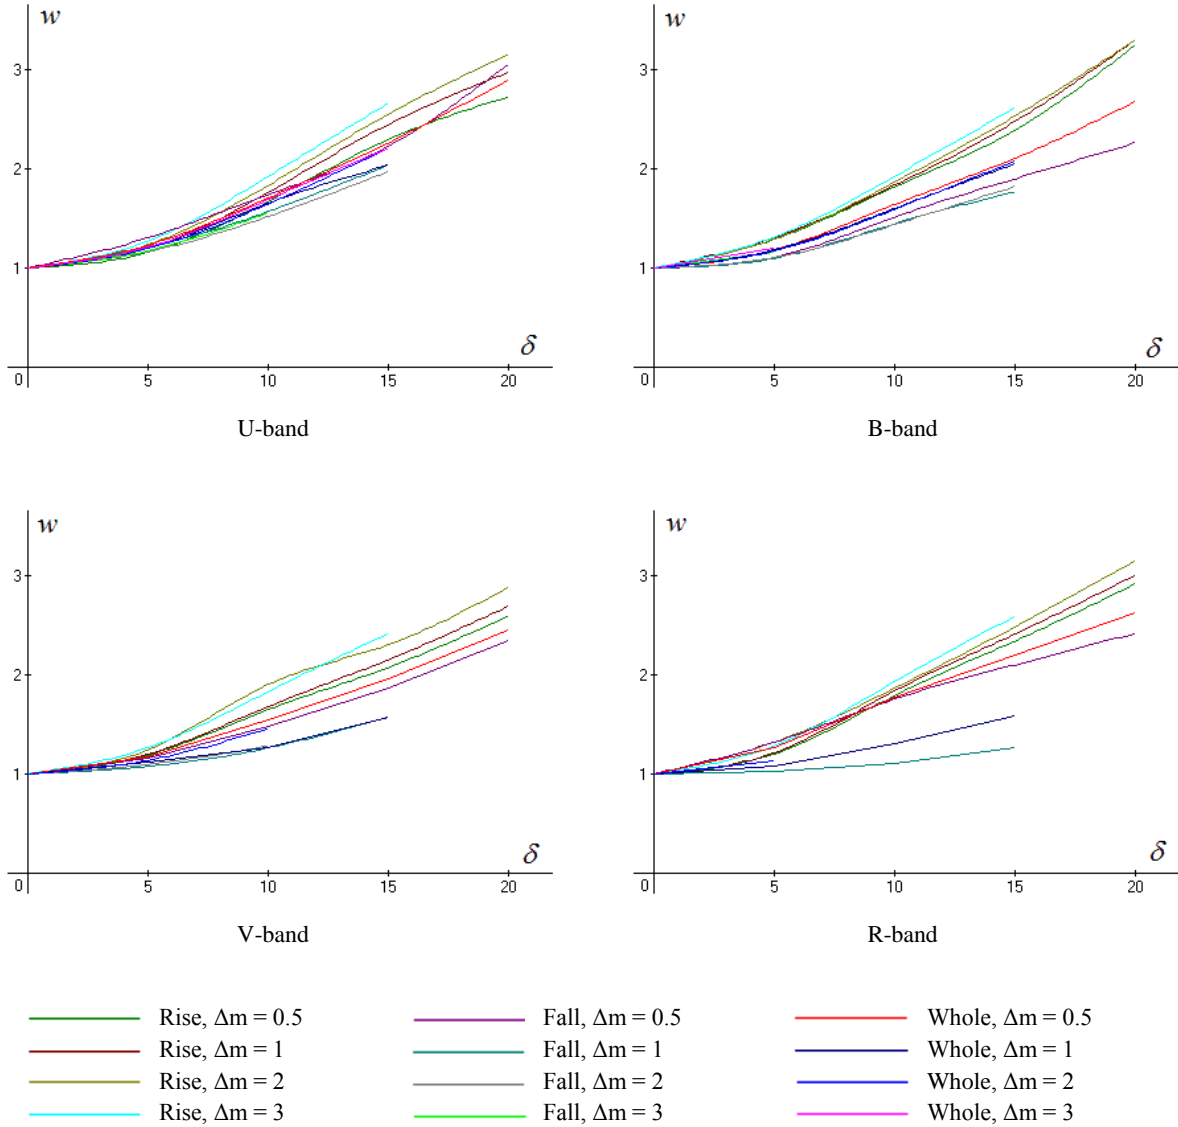 w
w
3
2
1
δ
0 5 10 15 20
U-band
3
2
1
δ
0 5 10 15 20
B-band
w
w
3
2
1
δ
0 5 10 15 20
V-band
3
2
1
δ
0 5 10 15 20
R-band
Rise, Δm = 0.5
Fall, Δm = 0.5
Whole, Δm = 0.5
Rise, Δm = 1
Fall, Δm = 1
Whole, Δm = 1
Rise, Δm = 2
Fall, Δm = 2
Whole, Δm = 2
Rise, Δm = 3
Fall, Δm = 3
Whole, Δm = 3